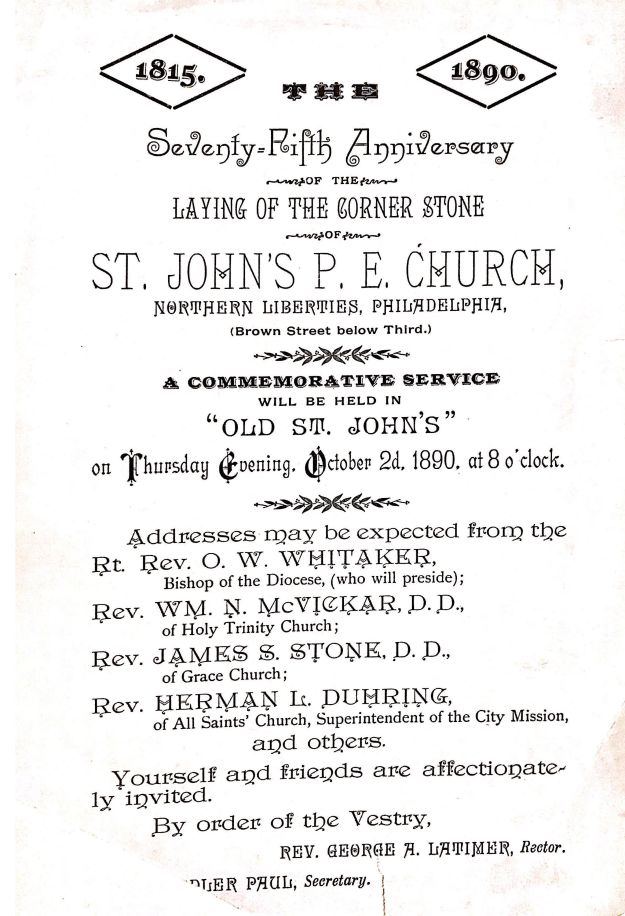 1815. 1890.
THE
Seventy-Fifth Anniversary
OF THE
LAYING OF THE CORNER STONE
OF
ST. JOHN'S P. E. CHURCH,
NORTHERN LIBERTIES, PHILADELPHIA,
(Brown Street below Third.)
A COMMEMORATIVE SERVICE
WILL BE HELD IN
"OLD ST. JOHN'S"
on Thursday Evening, October 2d, 1890, at 8 o'clock.
Addresses may be expected from the
Rt. Rev. O. W. WHITAKER,
Bishop of the Diocese, (who will preside);
Rev. WM. N. McVICKAR, D. D.,
of Holy Trinity Church;
Rev. JAMES S. STONE, D. D.,
of Grace Church;
Rev. HERMAN L. DUHRING,
of All Saints' Church, Superintendent of the City Mission,
and others.
Yourself and friends are affectionate-
ly invited.
By order of the Vestry,
REV. GEORGE A. LATIMER, Rector.
PAUL, Secretary.